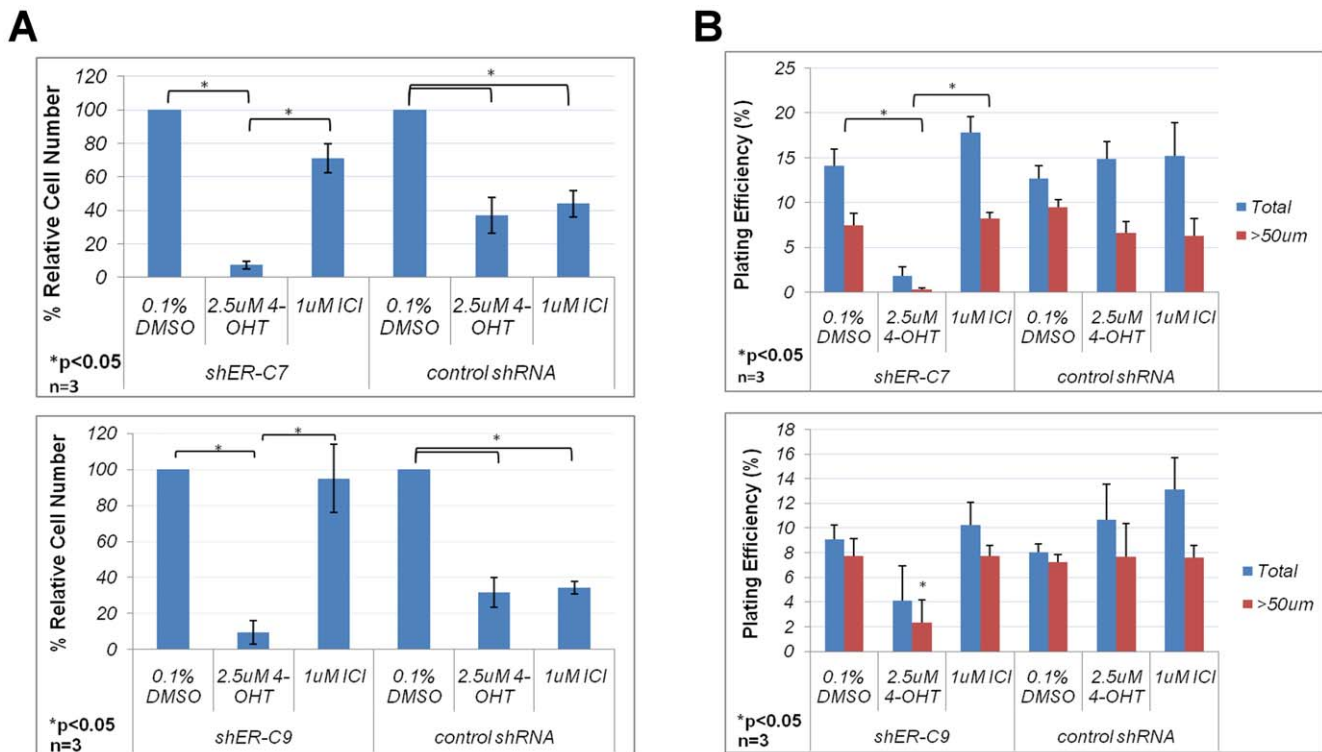 A
% Relative Cell Number
120
100
80
60
40
20
0
*
*
*
0.1% DMSO
2.5uM 4-OHT
1uM ICI
0.1% DMSO
2.5uM 4-OHT
1uM ICI
*p<0.05
n=3
shER-C7
control shRNA
% Relative Cell Number
120
100
80
60
40
20
0
*
*
*
0.1% DMSO
2.5uM 4-OHT
1uM ICI
0.1% DMSO
2.5uM 4-OHT
1uM ICI
*p<0.05
n=3
shER-C9
control shRNA
B
Plating Efficiency (%)
25
20
15
10
5
0
*
*
Total
>50um
0.1% DMSO
2.5uM 4-OHT
1uM ICI
0.1% DMSO
2.5uM 4-OHT
1uM ICI
*p<0.05
n=3
shER-C7
control shRNA
Plating Efficiency (%)
18
16
14
12
10
8
6
4
2
0
*
Total
>50um
0.1% DMSO
2.5uM 4-OHT
1uM ICI
0.1% DMSO
2.5uM 4-OHT
1uM ICI
*p<0.05
n=3
shER-C9
control shRNA